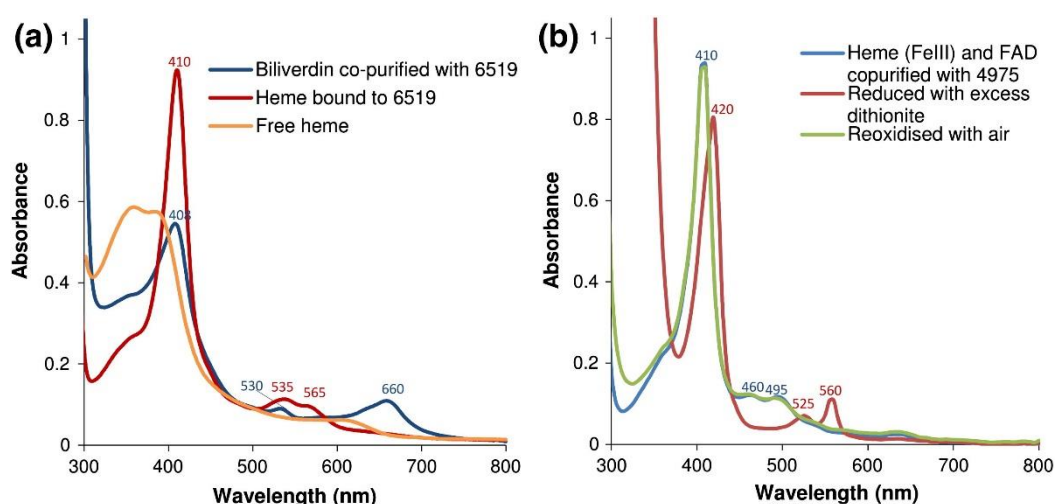 (a)
1
0.8
0.6
0.4
0.2
0
Absorbance
410
408
530
535
565
660
Biliverdin co-purified with 6519
Heme bound to 6519
Free heme
300 400 500 600 700 800
Wavelength (nm)
(b)
1
0.8
0.6
0.4
0.2
0
Absorbance
410
420
460
495
525
560
Heme (FeIII) and FAD
copurified with 4975
Reduced with excess
dithionite
Reoxidised with air
300 400 500 600 700 800
Wavelength (nm)